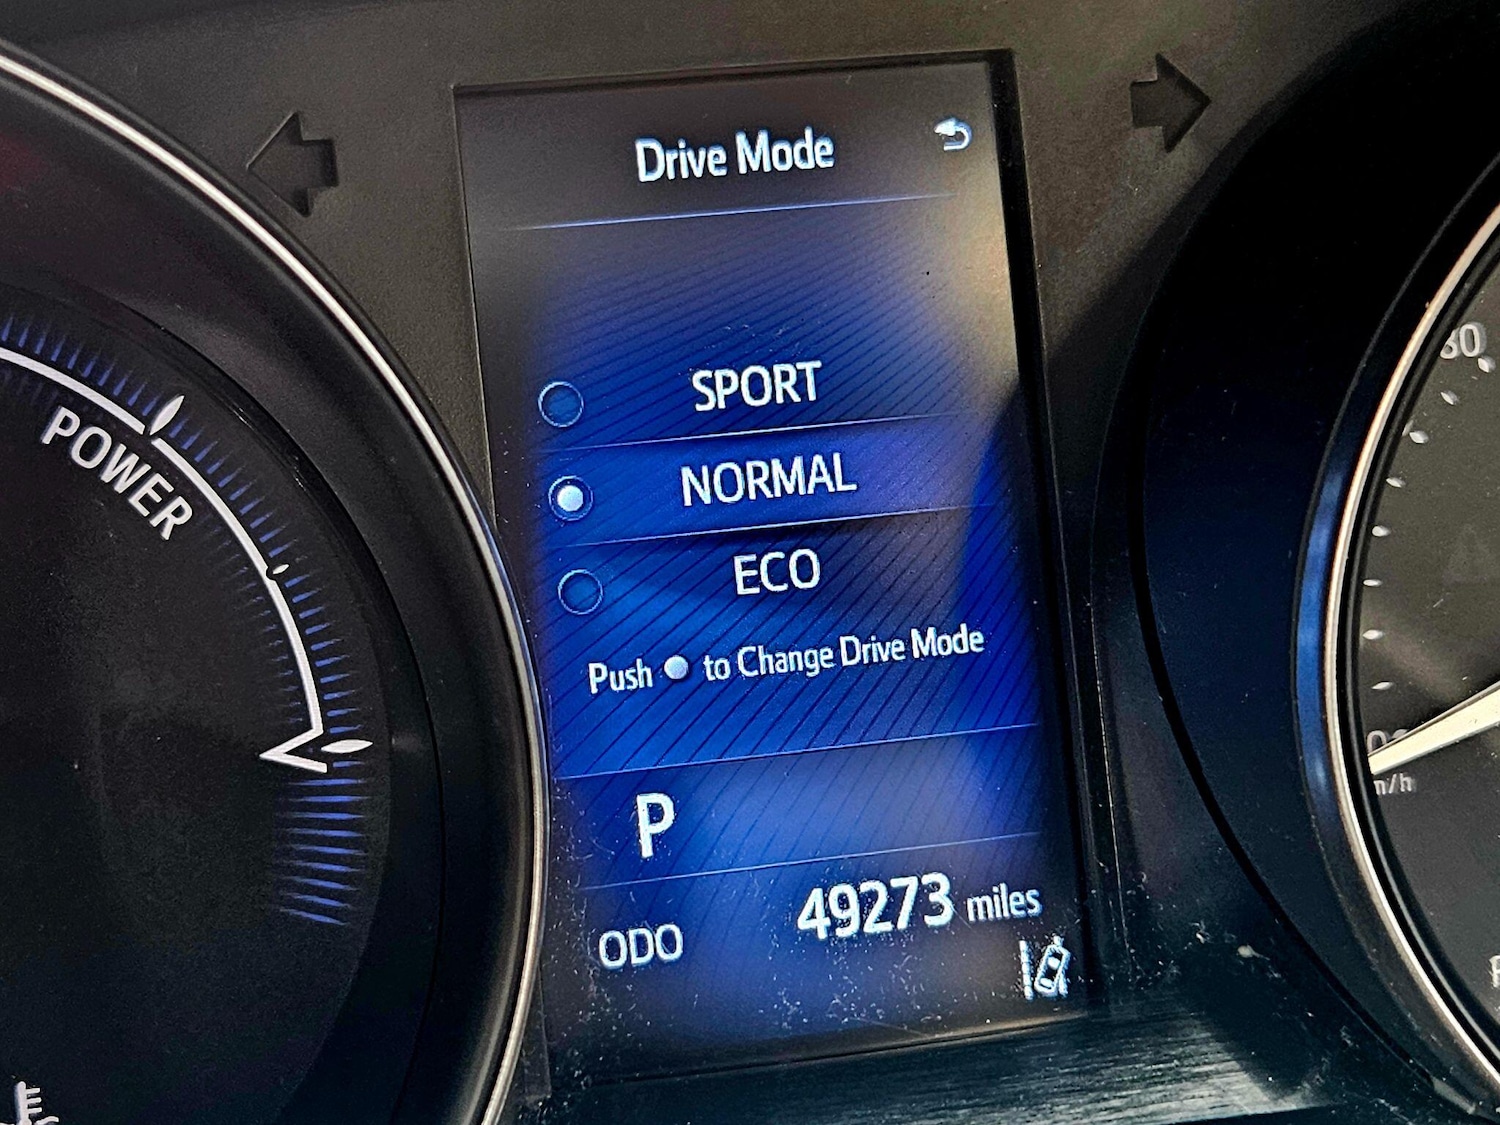 Drive Mode
SPORT
NORMAL
ECO
Push to Change Drive Mode
P
ODO 49273 miles
POWER